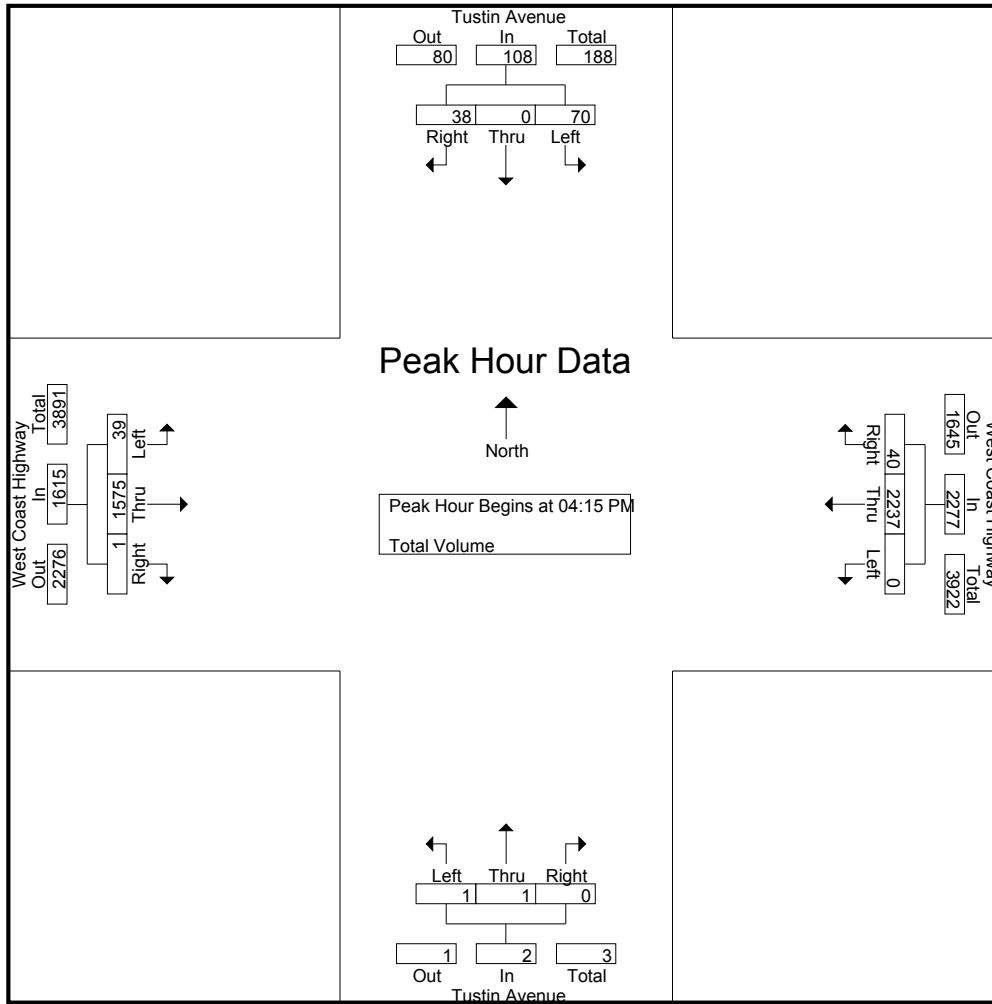 Tustin Avenue
Out In Total
80 108 188
38 0 70
Right Thru Left
Peak Hour Data
North
Peak Hour Begins at 04:15 PM
Total Volume
West Coast Highway
Total In Out
3891 1615 2276
39 1575 1
Left Thru Right
West Coast Highway
Out In Total
1645 2277 3922
40 2237 0
Right Thru Left
Left Thru Right
1 1 0
1 2 3
Out In Total
Tustin Avenue